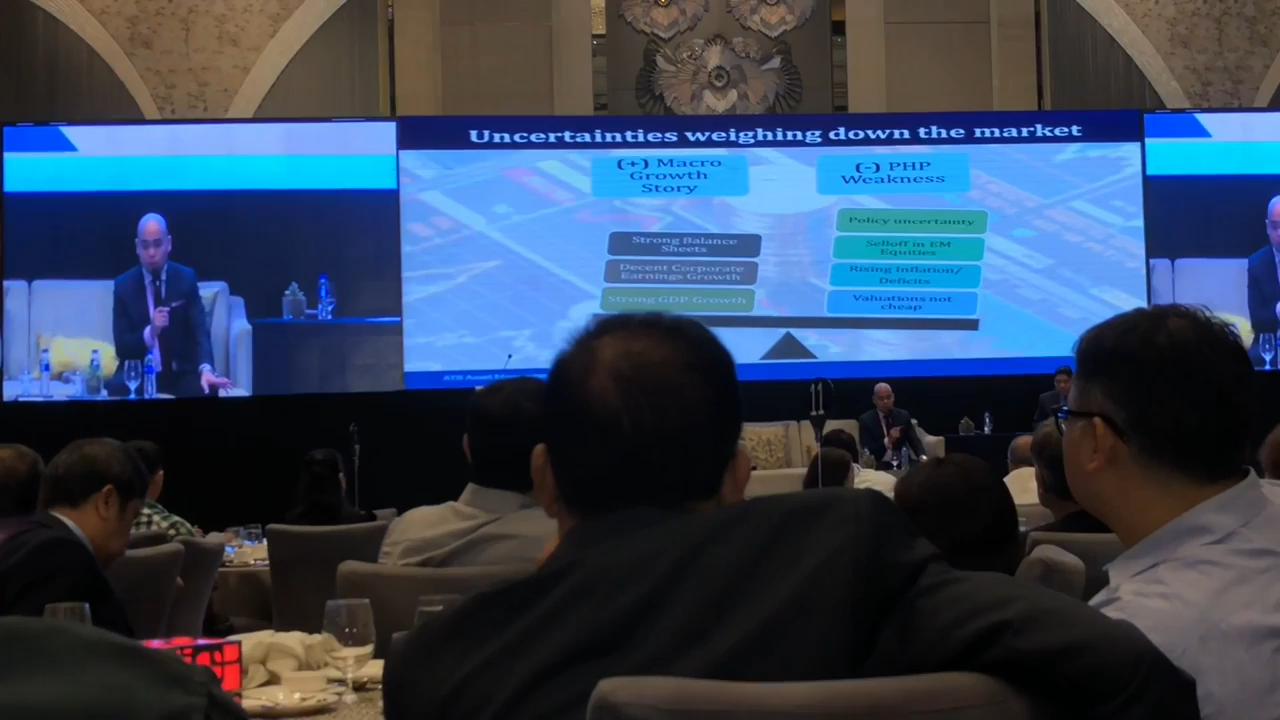 Uncertainties weighing down the market
(+) Macro
Growth
Story
(-) PHP
Weakness
Strong Balance
Sheets
Decent Corporate
Earnings Growth
Strong GDP Growth
Policy uncertainty
Selloff in EM
Equities
Rising Inflation/
Deficits
Valuations not
cheap